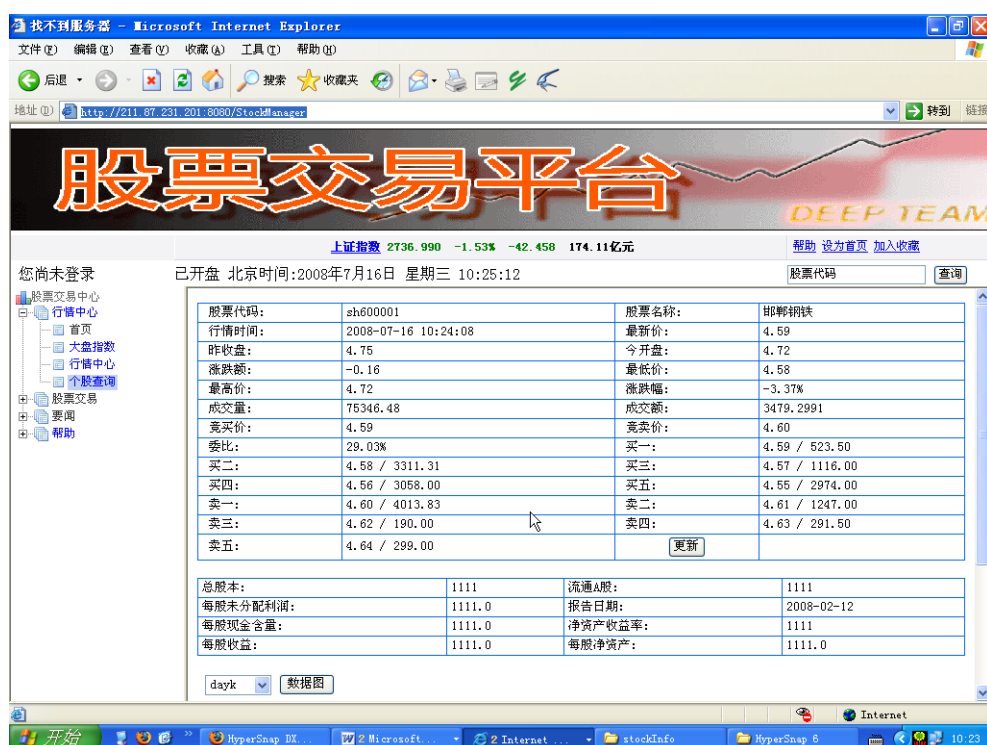 找不到服务器 - Microsoft Internet Explorer
文件(F) 编辑(E) 查看(V) 收藏(A) 工具(T) 帮助(H)
后退 搜索 收藏夹
地址(D) http://211.87.231.201:8080/StockManager 转到 链接
股票交易平台
DEEP TEAM
上证指数 2736.990 -1.53% -42.458 174.11亿元 帮助 设为首页 加入收藏
您尚未登录 已开盘 北京时间:2008年7月16日 星期三 10:25:12 股票代码 查询
股票交易中心
行情中心
首页
大盘指数
行情中心
个股查询
股票交易
要闻
帮助
股票代码: sh600001 股票名称: 邯郸钢铁
行情时间: 2008-07-16 10:24:08 最新价: 4.59
昨收盘: 4.75 今开盘: 4.72
涨跌额: -0.16 最低价: 4.58
最高价: 4.72 涨跌幅: -3.37%
成交量: 75346.48 成交额: 3479.2991
竞买价: 4.59 竞卖价: 4.60
委比: 29.03% 买一: 4.59 / 523.50
买二: 4.58 / 3311.31 买三: 4.57 / 1116.00
买四: 4.56 / 3058.00 买五: 4.55 / 2974.00
卖一: 4.60 / 4013.83 卖二: 4.61 / 1247.00
卖三: 4.62 / 190.00 卖四: 4.63 / 291.50
卖五: 4.64 / 299.00 更新
总股本: 1111 流通A股: 1111
每股未分配利润: 1111.0 报告日期: 2008-02-12
每股现金含量: 1111.0 净资产收益率: 1111
每股收益: 1111.0 每股净资产: 1111.0
dayk 数据图
Internet
开始 HyperSnap DX... 2 Microsoft... 2 Internet ... stockInfo HyperSnap 6 10:23